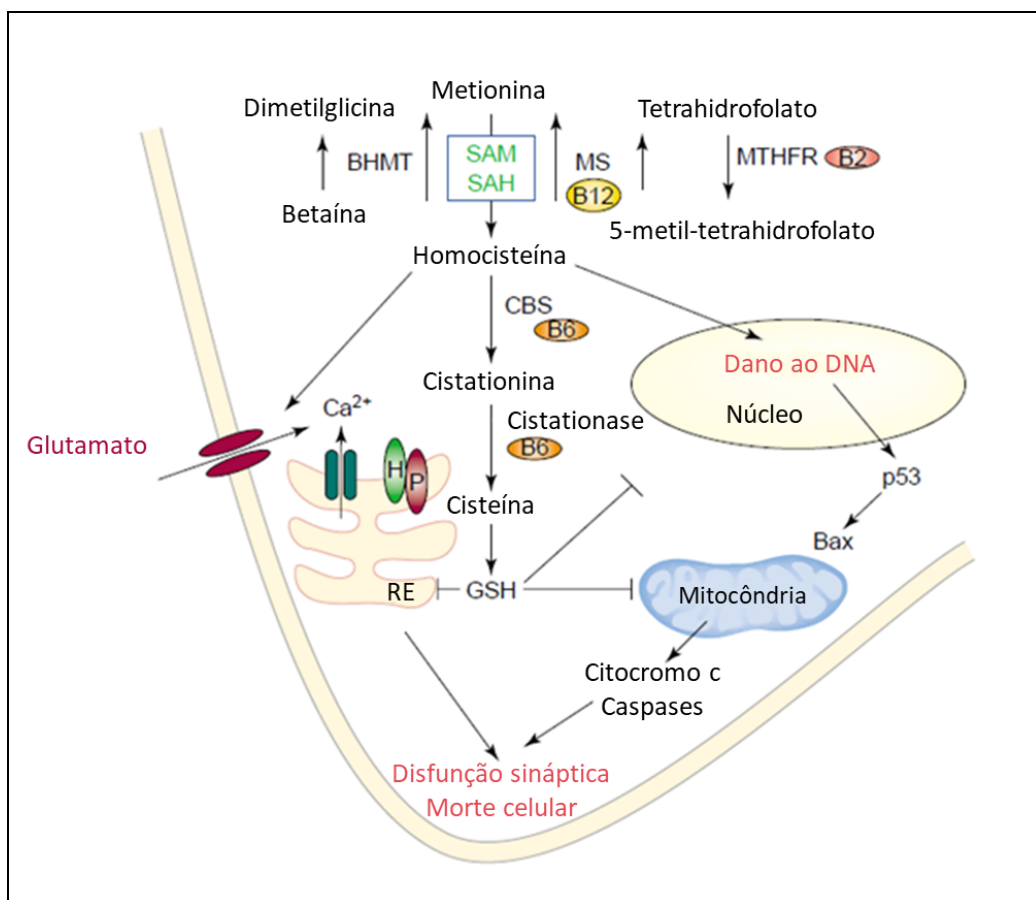 Metionina
Dimetilglicina
Tetrahidrofolato
BHMT
SAM
SAH
MS
B12
MTHFR
B2
Betaína
5-metil-tetrahidrofolato
Homocisteína
CBS
B6
Dano ao DNA
Cistationina
Ca²⁺
Núcleo
Cistationase
B6
Glutamato
H
P
p53
Cisteína
Bax
RE
GSH
Mitocôndria
Citocromo c
Caspases
Disfunção sináptica
Morte celular